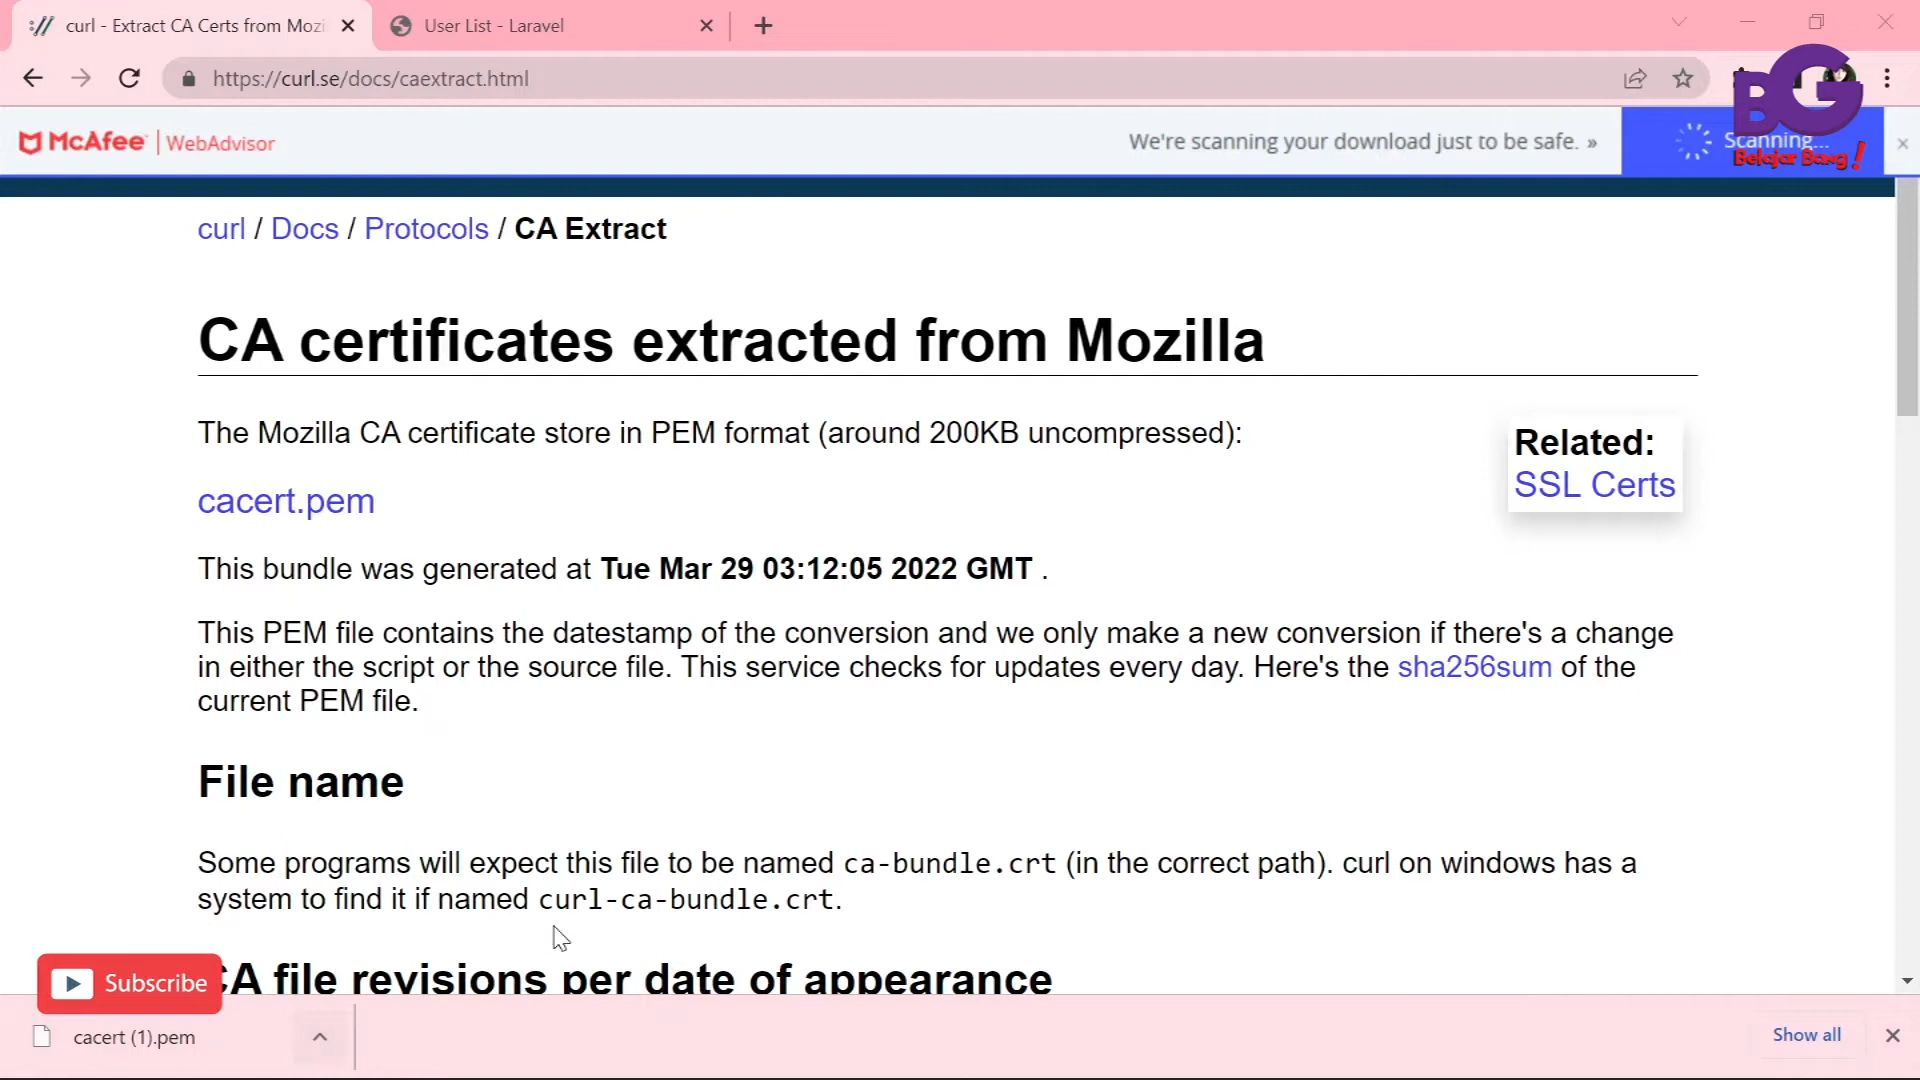 curl - Extract CA Certs from Mozi
User List - Laravel
https://curl.se/docs/caextract.html
McAfee | WebAdvisor
We're scanning your download just to be safe. »
Scanning...
BG
Belajar Bang!
curl / Docs / Protocols / CA Extract
CA certificates extracted from Mozilla
The Mozilla CA certificate store in PEM format (around 200KB uncompressed):
Related:
SSL Certs
cacert.pem
This bundle was generated at Tue Mar 29 03:12:05 2022 GMT .
This PEM file contains the datestamp of the conversion and we only make a new conversion if there's a change
in either the script or the source file. This service checks for updates every day. Here's the sha256sum of the
current PEM file.
File name
Some programs will expect this file to be named ca-bundle.crt (in the correct path). curl on windows has a
system to find it if named curl-ca-bundle.crt.
CA file revisions per date of appearance
Subscribe
cacert (1).pem
Show all